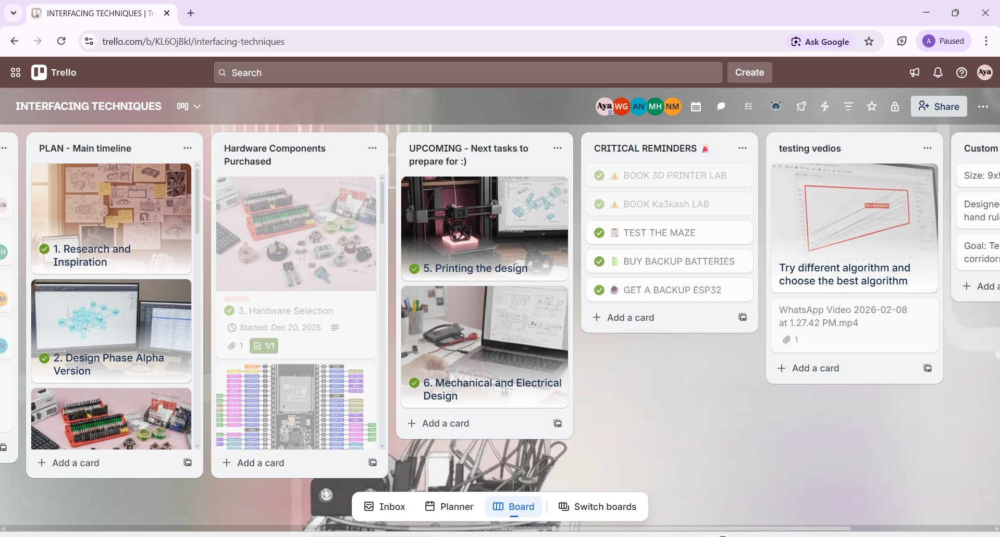 INTERFACING TECHNIQUES | Tr
trello.com/b/KL6OjBkI/interfacing-techniques
Ask Google
A
Paused
Trello
Search
Create
Aya
INTERFACING TECHNIQUES
Aya
WG
AN
MH
NM
Share
PLAN - Main timeline
1. Research and
Inspiration
2. Design Phase Alpha
Version
Add a card
Hardware Components
Purchased
3. Hardware Selection
Started: Dec 20, 2025
1
1/1
Add a card
UPCOMING - Next tasks to
prepare for :)
5. Printing the design
6. Mechanical and Electrical
Design
Add a card
CRITICAL REMINDERS 🚨
⚠️ BOOK 3D PRINTER LAB
⚠️ BOOK Ka3kash LAB
📋 TEST THE MAZE
🔋 BUY BACKUP BATTERIES
GET A BACKUP ESP32
Add a card
testing vedios
Try different algorithm and
choose the best algorithm
WhatsApp Video 2026-02-08
at 1.27.42 PM.mp4
1
Add a card
Custom
Size: 9x9
Designe
hand rul
Goal: Te
corridors
Add a
Inbox
Planner
Board
Switch boards